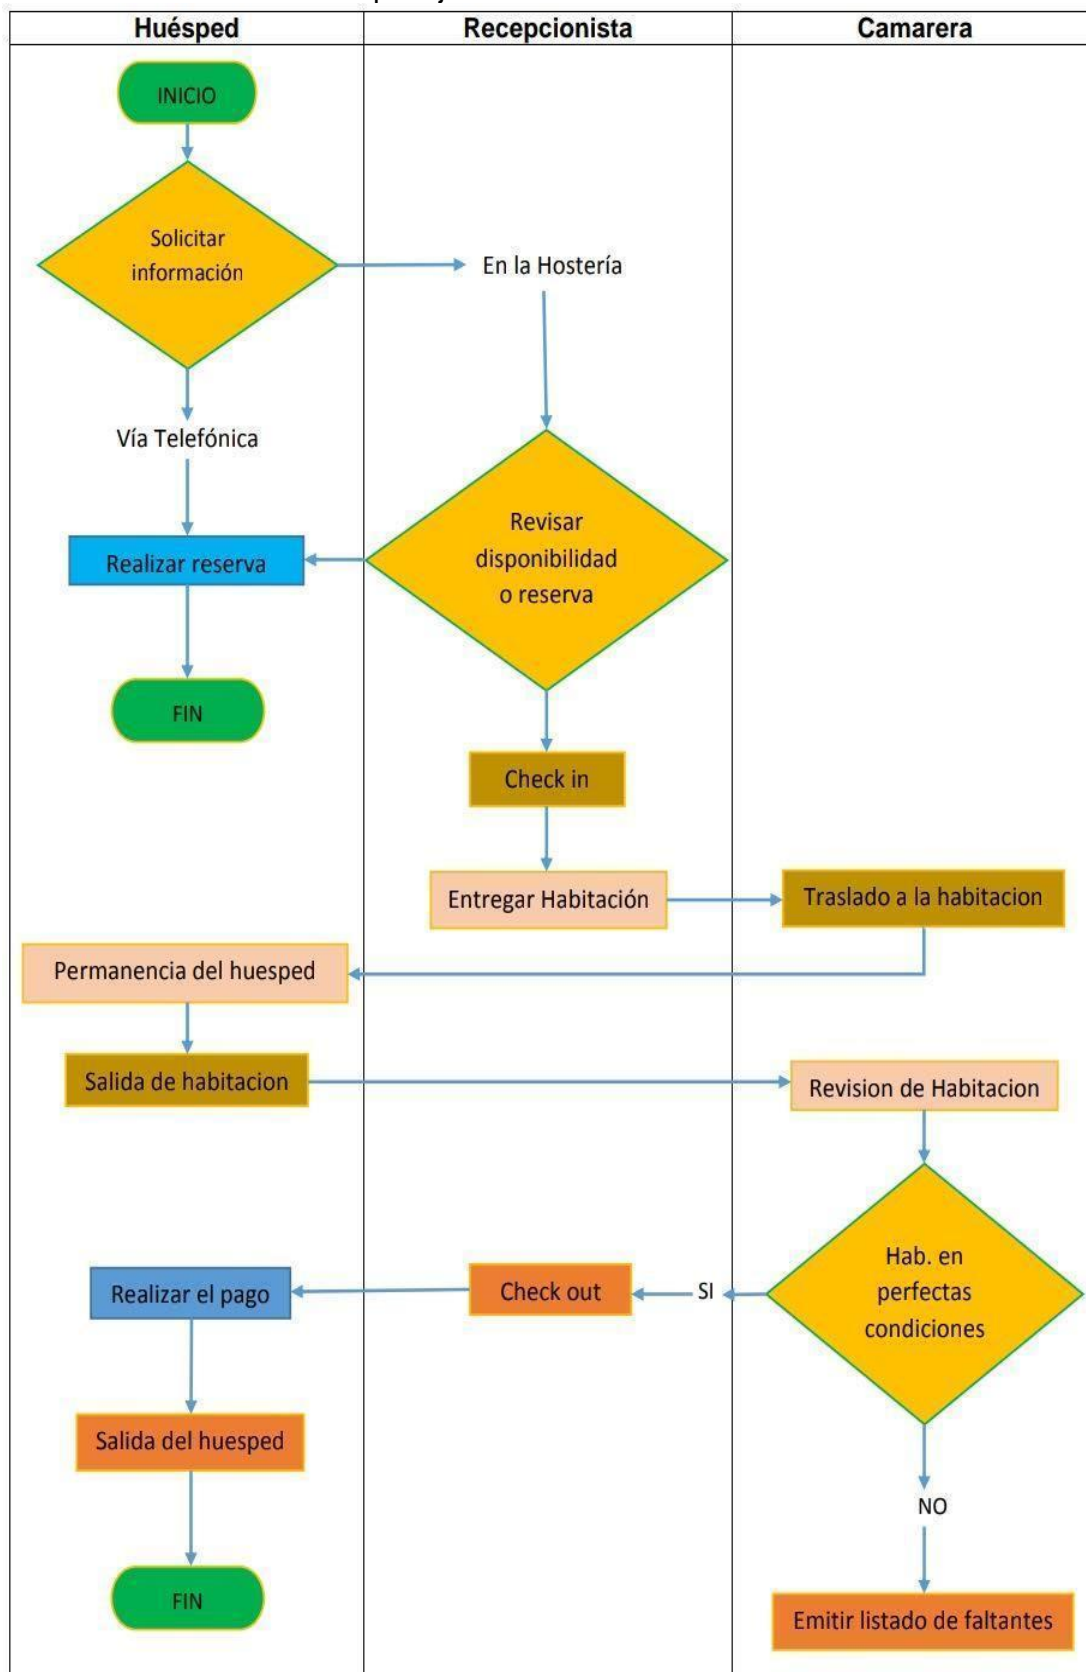 Huésped
Recepcionista
Camarera
INICIO
Solicitar
información
En la Hostería
Vía Telefónica
Revisar
disponibilidad
o reserva
Realizar reserva
FIN
Check in
Entregar Habitación
Traslado a la habitacion
Permanencia del huesped
Salida de habitacion
Revision de Habitacion
Hab. en
perfectas
condiciones
SI
Check out
Realizar el pago
Salida del huesped
NO
FIN
Emitir listado de faltantes